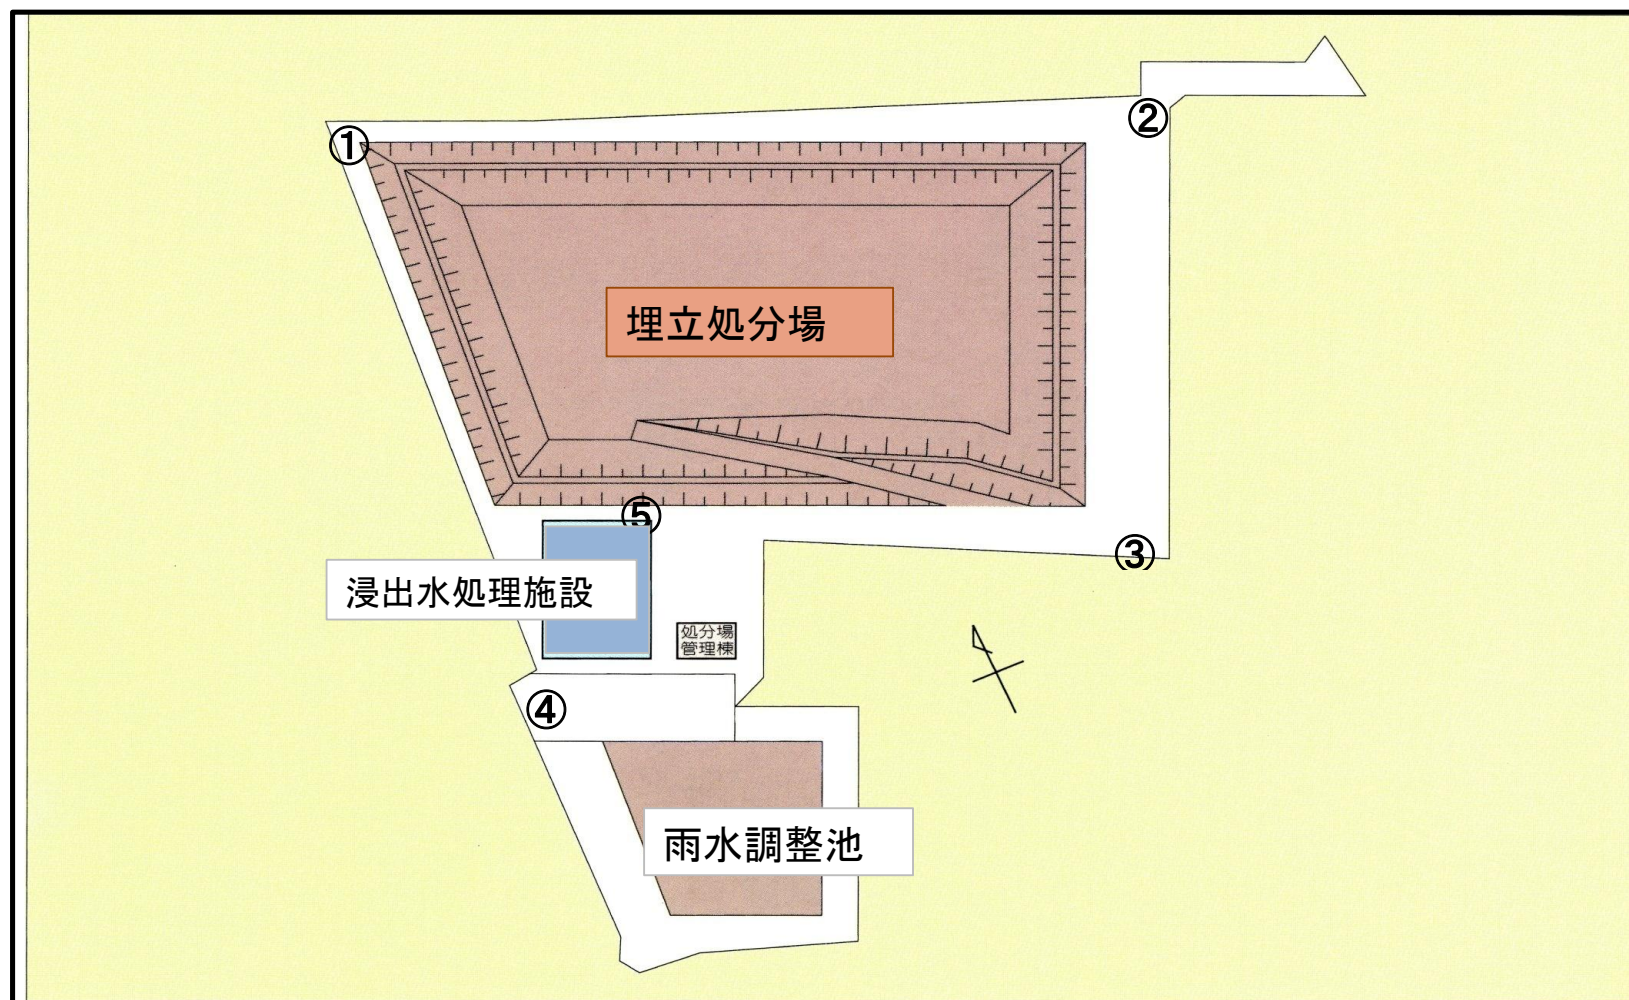 ②
①
埋立処分場
⑤
③
浸出水処理施設
処分場
管理棟
④
雨水調整池